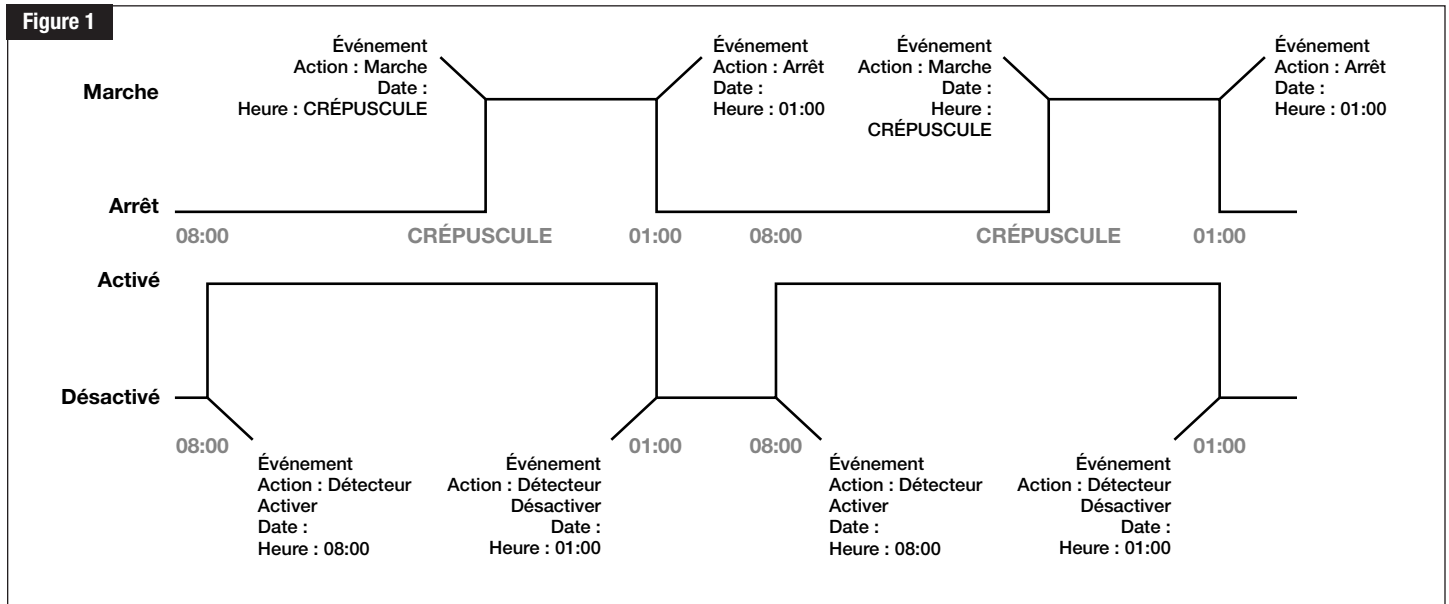 Figure 1
Événement
Action : Marche
Date :
Heure : CRÉPUSCULE
Événement
Action : Arrêt
Date :
Heure : 01:00
Événement
Action : Marche
Date :
Heure :
CRÉPUSCULE
Événement
Action : Arrêt
Date :
Heure : 01:00
Marche
Arrêt
08:00 CRÉPUSCULE 01:00 08:00 CRÉPUSCULE 01:00
Activé
Désactivé
08:00 01:00 08:00 01:00
Événement
Action : Détecteur
Activer
Date :
Heure : 08:00
Événement
Action : Détecteur
Désactiver
Date :
Heure : 01:00
Événement
Action : Détecteur
Activer
Date :
Heure : 08:00
Événement
Action : Détecteur
Désactiver
Date :
Heure : 01:00